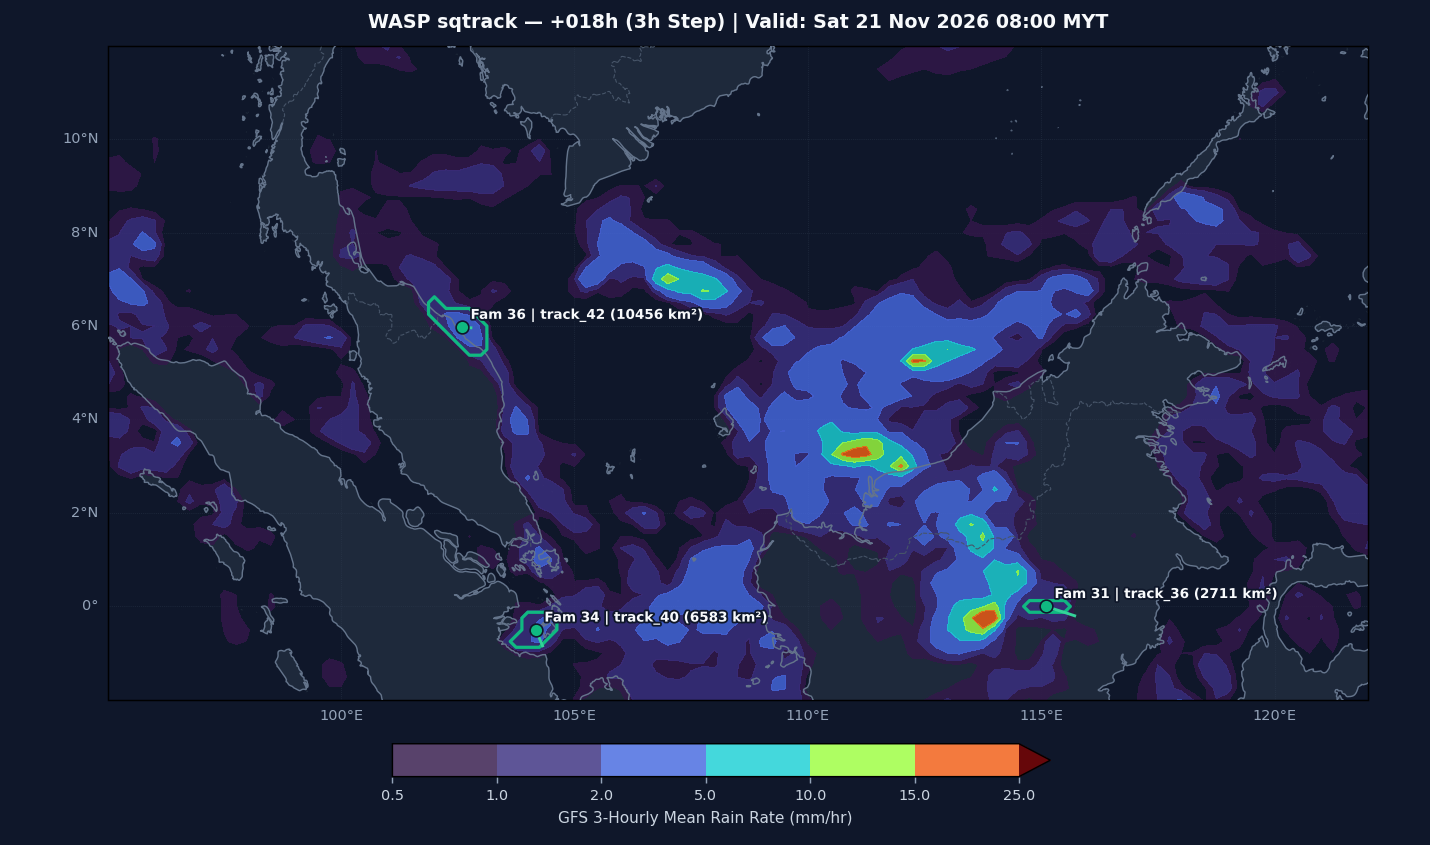 WASP sqtrack — +018h (3h Step) | Valid: Sat 21 Nov 2026 08:00 MYT
10°N
8°N
6°N
4°N
2°N
0°
Fam 36 | track_42 (10456 km²)
Fam 31 | track_36 (2711 km²)
Fam 34 | track_40 (6583 km²)
100°E
105°E
110°E
115°E
120°E
0.5
1.0
2.0
5.0
10.0
15.0
25.0
GFS 3-Hourly Mean Rain Rate (mm/hr)